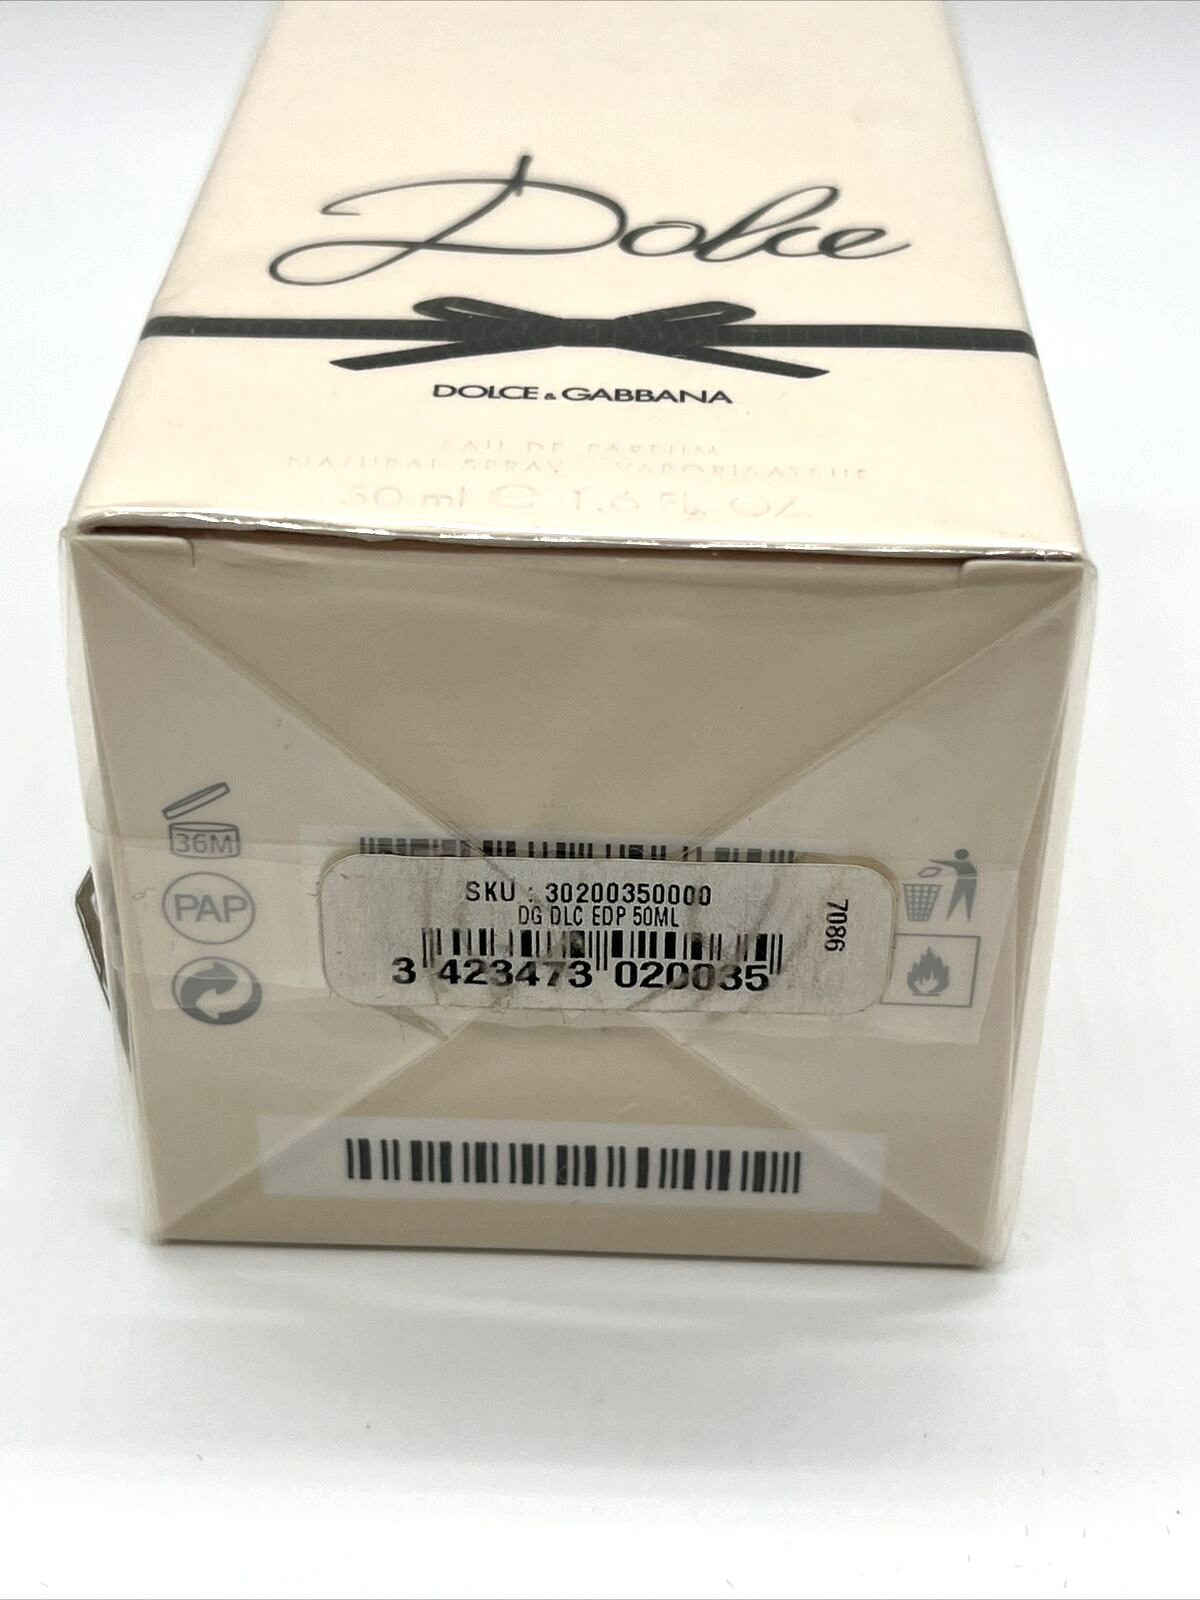 Dolce
DOLCE & GABBANA
EAU DE PARFUM
NATURAL SPRAY VAPORISATEUR
50 ml e 1.6 FL. OZ.
36M
PAP
SKU : 30200350000
DG DLC EDP 50ML
7086
3 423473 020035